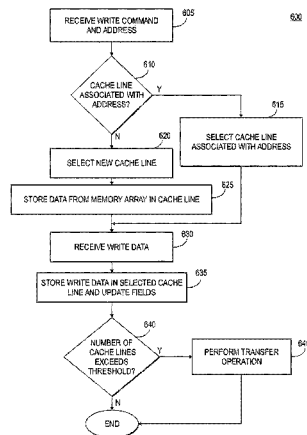 605
600
RECEIVE WRITE COMMAND
AND ADDRESS
610
CACHE LINE
ASSOCIATED WITH
ADDRESS?
Y
N
615
SELECT CACHE LINE
ASSOCIATED WITH ADDRESS
620
SELECT NEW CACHE LINE
625
STORE DATA FROM MEMORY ARRAY IN CACHE LINE
630
RECEIVE WRITE DATA
635
STORE WRITE DATA IN SELECTED CACHE
LINE AND UPDATE FIELDS
640
NUMBER OF
CACHE LINES
EXCEEDS
THRESHOLD?
Y
N
PERFORM TRANSFER
OPERATION
END